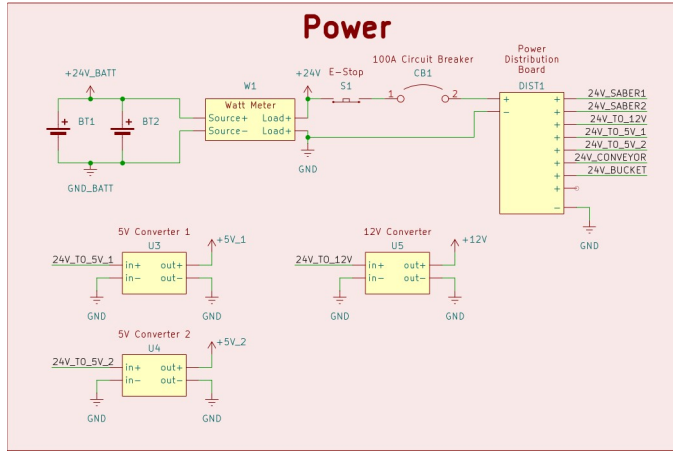 Power
+24V_BATT
BT1
BT2
GND_BATT
W1
Watt Meter
Source+ Load+
Source- Load+
+24V
GND
E-Stop
S1
100A Circuit Breaker
CB1
1 2
Power
Distribution
Board
DIST1
+ +
- +
+
+
+
+
+
+
-
24V_SABER1
24V_SABER2
24V_TO_12V
24V_TO_5V_1
24V_TO_5V_2
24V_CONVEYOR
24V_BUCKET
GND
5V Converter 1
U3
+5V_1
24V_TO_5V_1
in+ out+
in- out-
GND GND
12V Converter
U5
+12V
24V_TO_12V
in+ out+
in- out-
GND GND
5V Converter 2
U4
+5V_2
24V_TO_5V_2
in+ out+
in- out-
GND GND